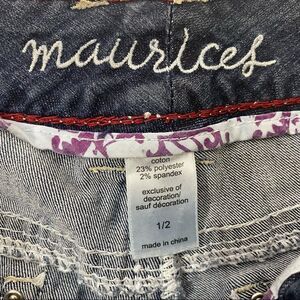 maurices
cotton
23% polyester
2% spandex
exclusive of
decoration/
sauf décoration
1/2
made in china